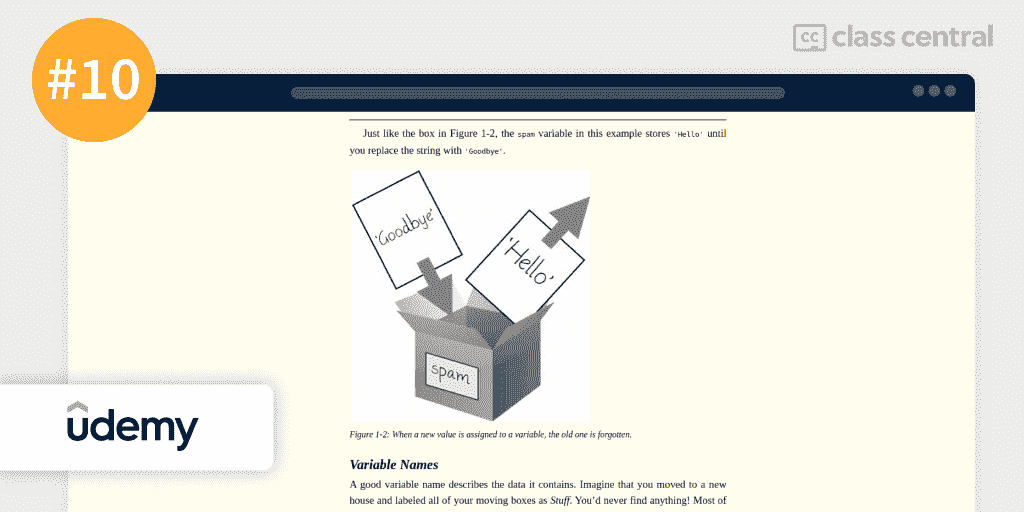 #10
cc class central
Just like the box in Figure 1-2, the spam variable in this example stores 'Hello' until
you replace the string with 'Goodbye'.
'Goodbye'
'Hello'
spam
Figure 1-2: When a new value is assigned to a variable, the old one is forgotten.
udemy
Variable Names
A good variable name describes the data it contains. Imagine that you moved to a new
house and labeled all of your moving boxes as Stuff. You'd never find anything! Most of